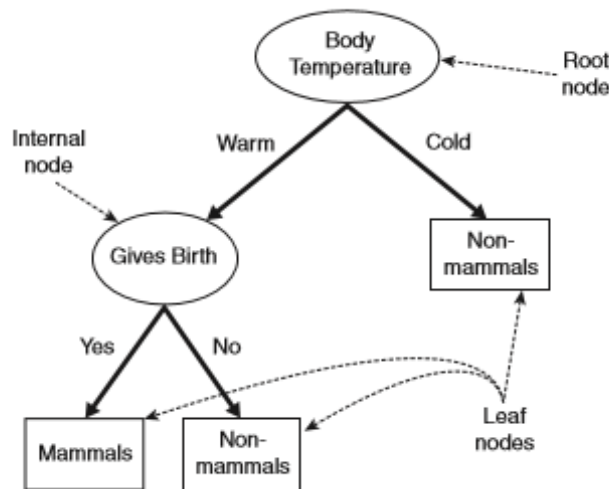 Body
Temperature
Root
node
Internal
node
Warm
Cold
Gives Birth
Non-
mammals
Yes
No
Mammals
Non-
mammals
Leaf
nodes